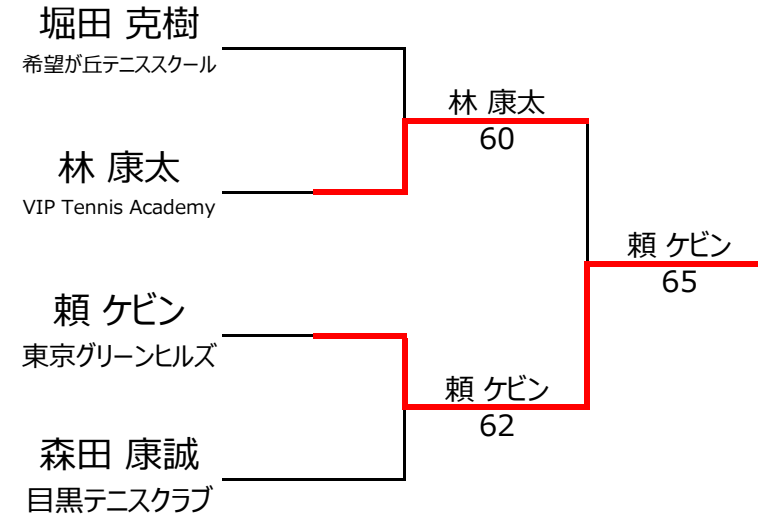 堀田 克樹
希望が丘テニススクール
林 康太
60
林 康太
VIP Tennis Academy
頼 ケビン
65
頼 ケビン
東京グリーンヒルズ
頼 ケビン
62
森田 康誠
目黒テニスクラブ